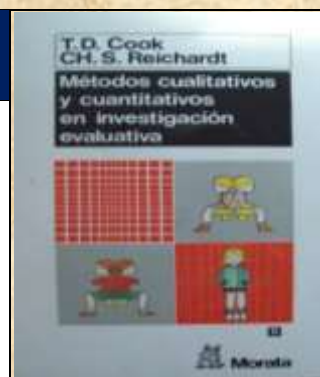 T.D. Cook
CH. S. Reichardt
Métodos cualitativos
y cuantitativos
en investigación
evaluativa
Morata